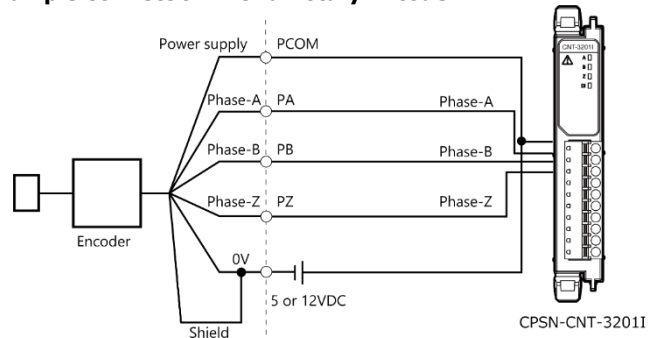 Power supply PCOM
CNT-3201I
A
B
Z
Phase-A PA Phase-A
Phase-B PB Phase-B
Phase-Z PZ Phase-Z
Encoder
0V
5 or 12VDC
Shield
CPSN-CNT-3201I